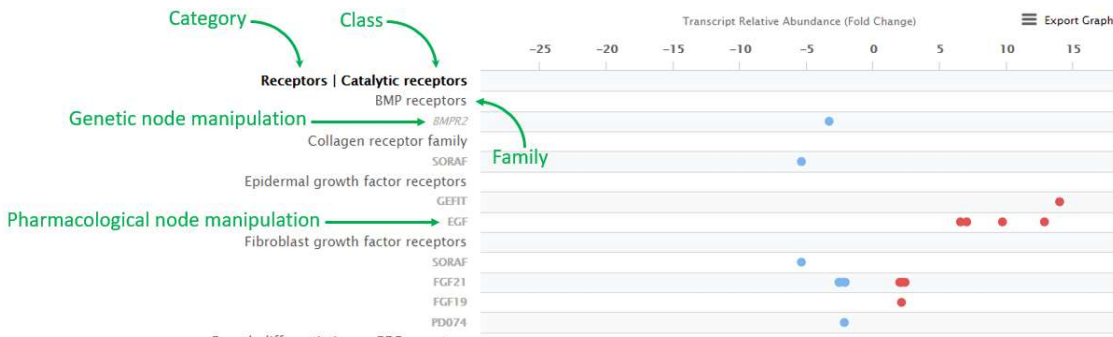 Category
Class
Transcript Relative Abundance (Fold Change)
Export Graph
−25 −20 −15 −10 −5 0 5 10 15
Receptors | Catalytic receptors
BMP receptors
Genetic node manipulation
BMPR2
Collagen receptor family
Family
SORAF
Epidermal growth factor receptors
GEFIT
Pharmacological node manipulation
EGF
Fibroblast growth factor receptors
SORAF
FGF21
FGF19
PD074